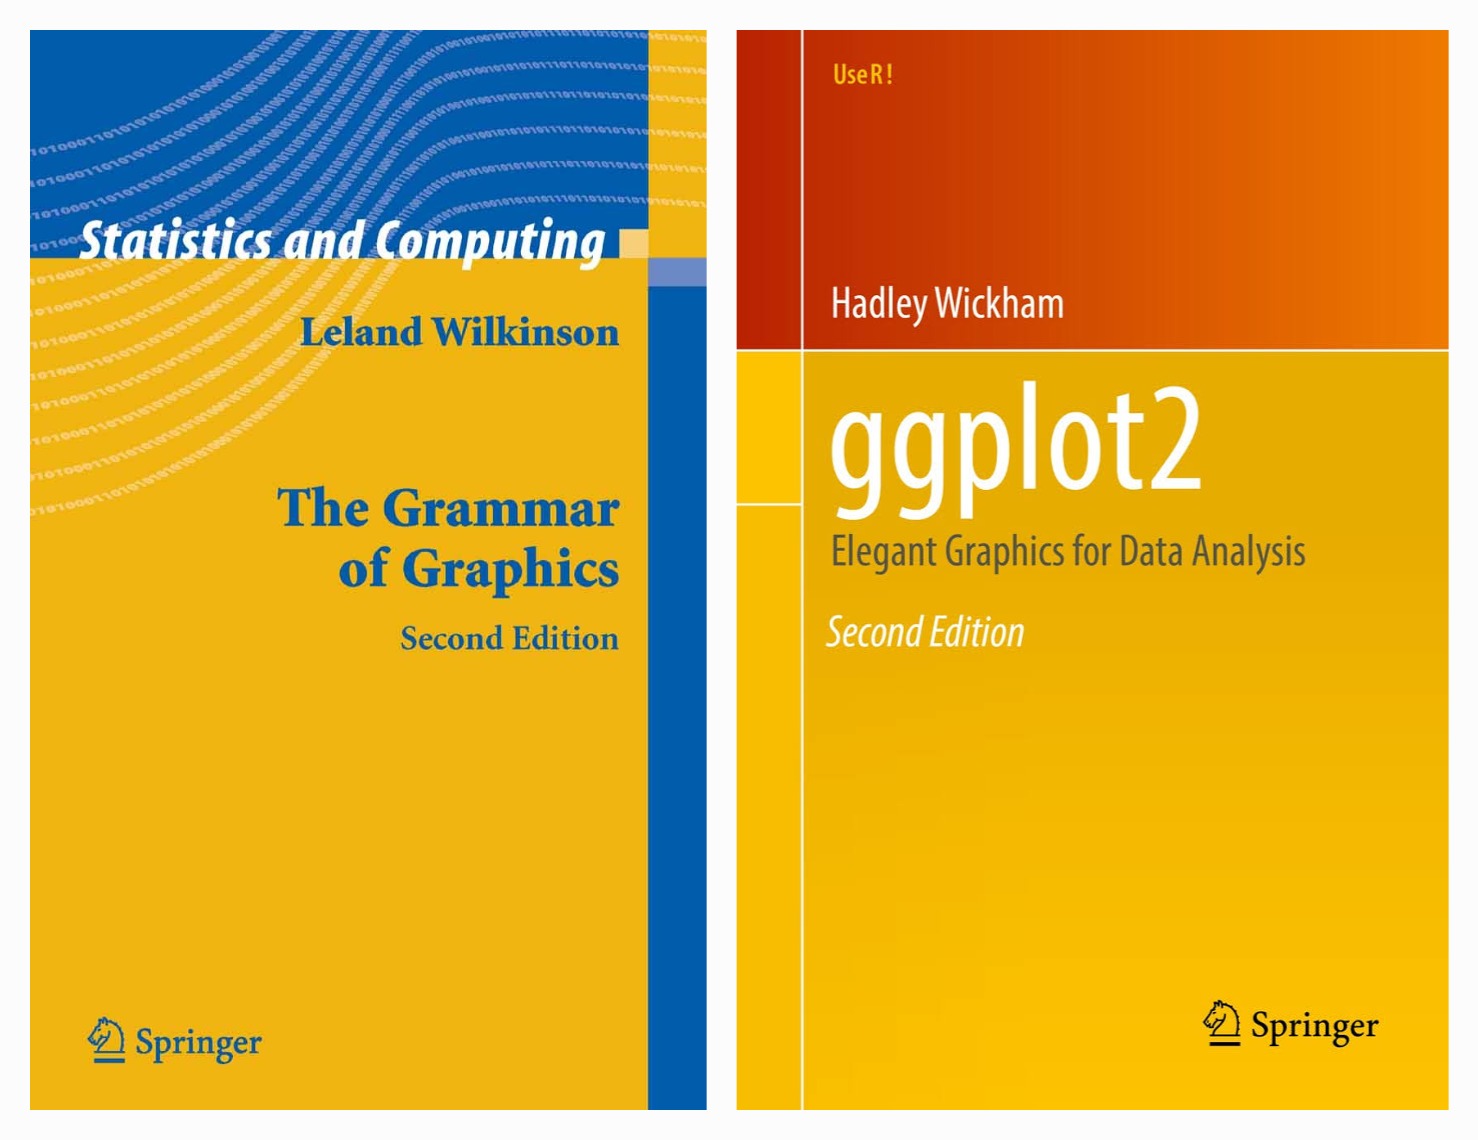 Statistics and Computing
Leland Wilkinson
The Grammar
of Graphics
Second Edition
Springer
UseR!
Hadley Wickham
ggplot2
Elegant Graphics for Data Analysis
Second Edition
Springer